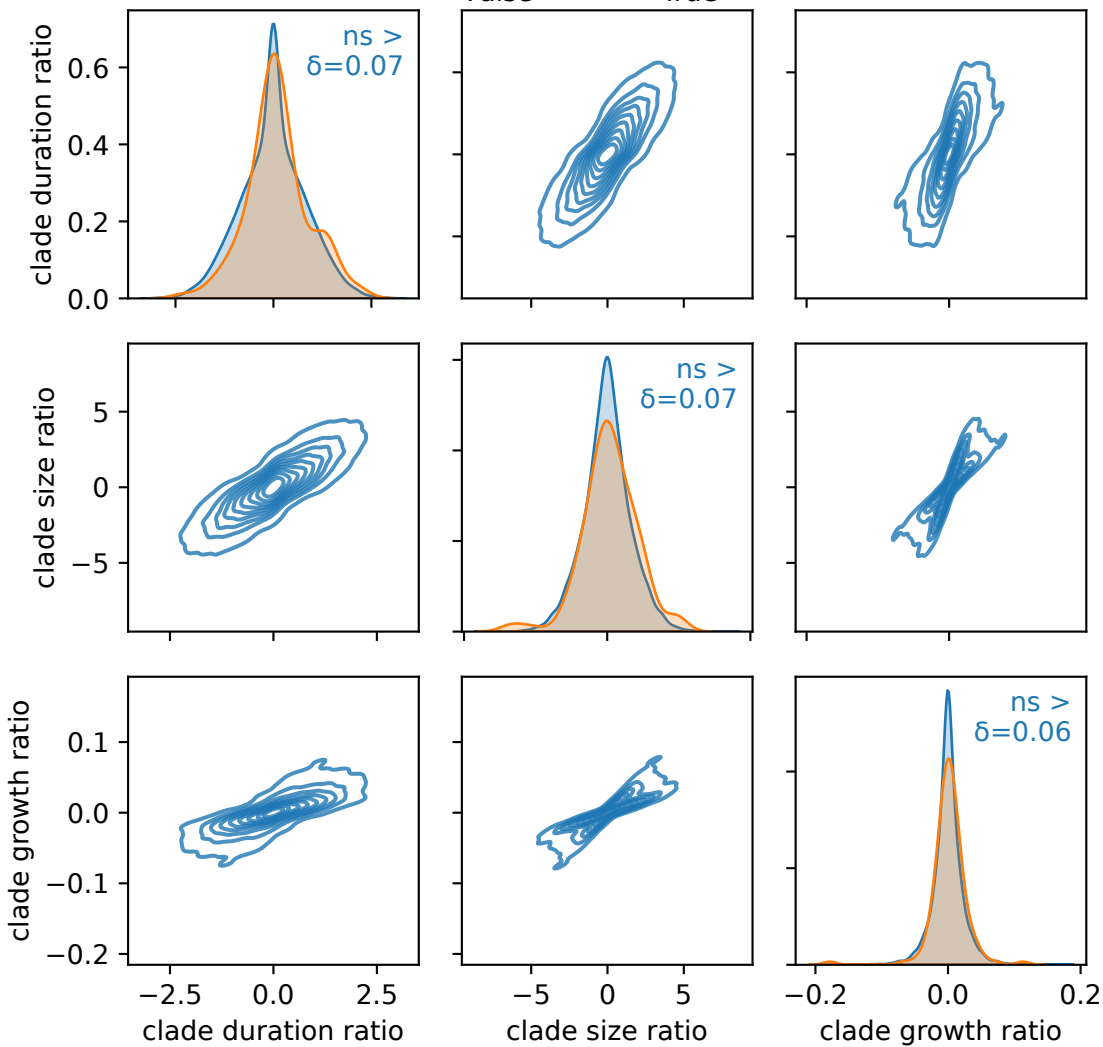 ns >
δ=0.07
clade duration ratio
0.6
0.4
0.2
0.0
ns >
δ=0.07
clade size ratio
5
0
−5
ns >
δ=0.06
clade growth ratio
0.1
0.0
−0.1
−0.2
−2.5 0.0 2.5
−5 0 5
−0.2 0.0 0.2
clade duration ratio
clade size ratio
clade growth ratio